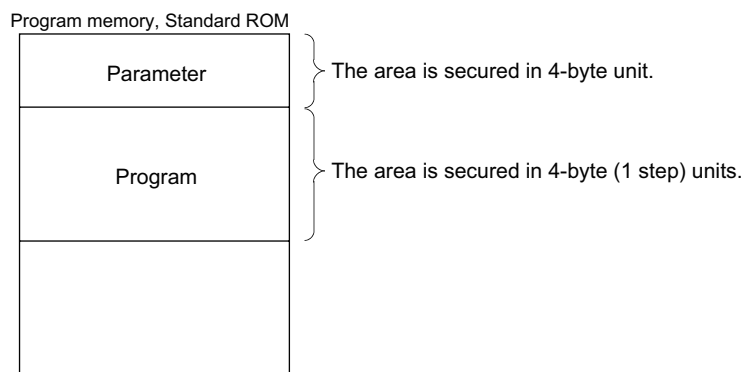 Program memory, Standard ROM
Parameter
The area is secured in 4-byte unit.
Program
The area is secured in 4-byte (1 step) units.